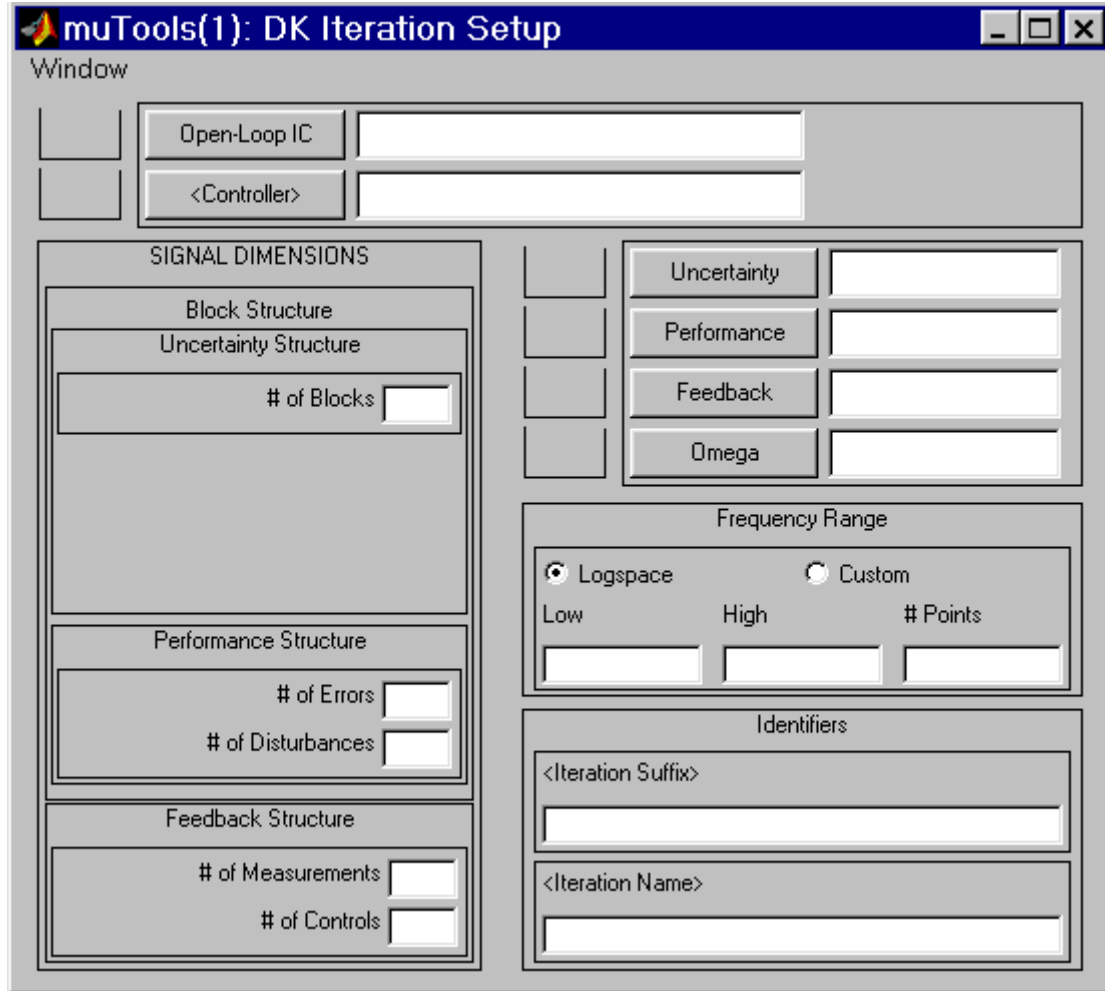 muTools(1): DK Iteration Setup
Window
Open-Loop IC
<Controller>
SIGNAL DIMENSIONS
Block Structure
Uncertainty Structure
# of Blocks
Performance Structure
# of Errors
# of Disturbances
Feedback Structure
# of Measurements
# of Controls
Uncertainty
Performance
Feedback
Omega
Frequency Range
Logspace Custom
Low High # Points
Identifiers
<Iteration Suffix>
<Iteration Name>